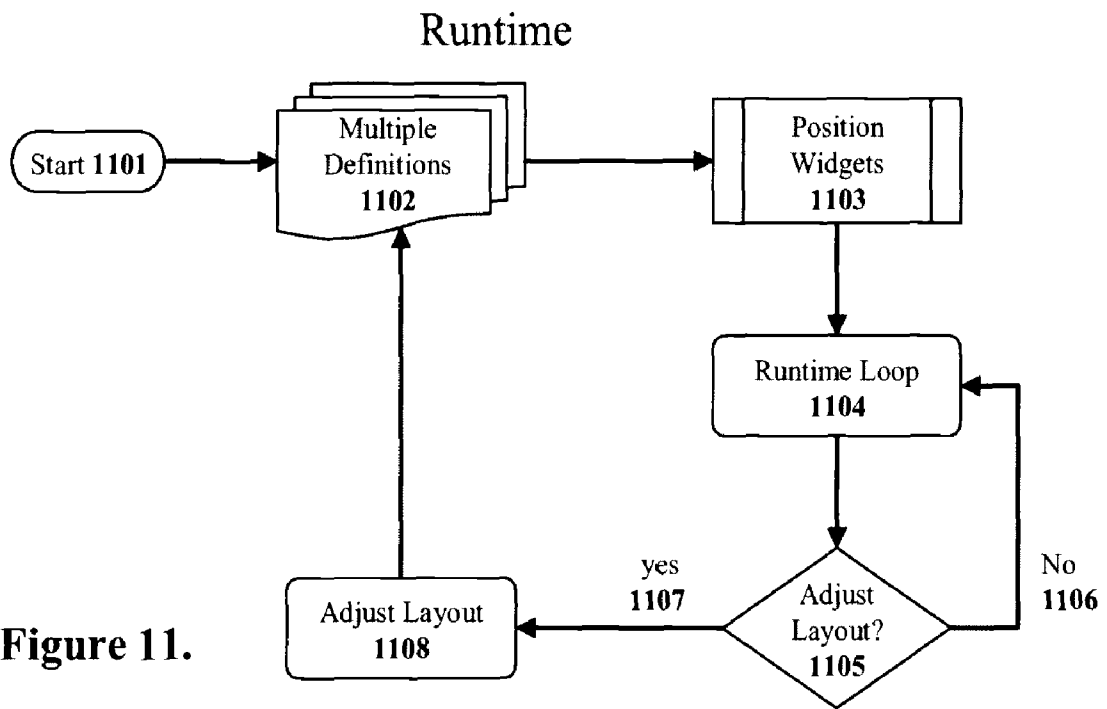 Runtime
Start 1101
Multiple
Definitions
1102
Position
Widgets
1103
Runtime Loop
1104
Adjust
Layout?
1105
No
1106
yes
1107
Adjust Layout
1108
Figure 11.